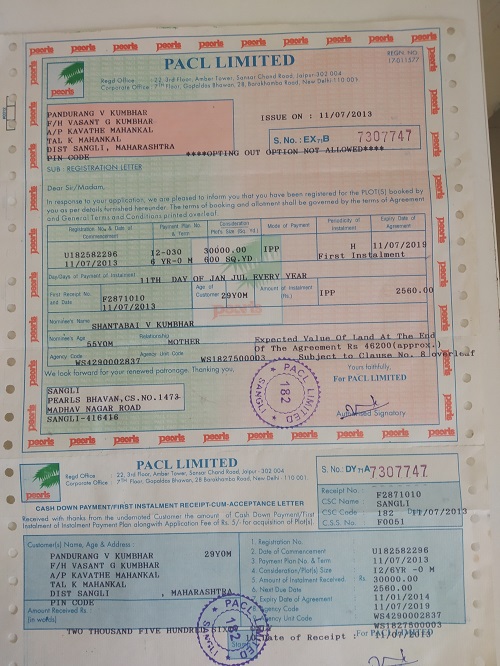 pearls pearls pearls pearls pearls pearls pearls pearls pearls
PACL LIMITED
REGN NO.
17-011577
pearls
Regd Office : 22, 3rd Floor, Amber Tower, Sansar Chand Road, Jaipur-302 004
Corporate Office : 7TH Floor, Gopaldas Bhawan, 28, Barakhamba Road, New Delhi-110 001
PANDURANG V KUMBHAR
F/H VASANT G KUMBHAR
A/P KAVATHE MAHANKAL
TAL K MAHANKAL
DIST SANGLI, MAHARASHTRA
PIN CODE
ISSUE ON : 11/07/2013
S. No.: EX71B 7307747
****OPTING OUT OPTION NOT ALLOWED****
SUB : REGISTRATION LETTER
Dear Sir/Madam,
In response to your application, we are pleased to inform you that you have been registered for the PLOT(S) booked by
you as per details furnished hereunder. The terms of booking and allotment shall be governed by the terms of Agreement
and General Terms and Conditions printed overleaf.
Registration No. & Date of Commencement
Payment Plan No. & Term
Consideration
Plot's Size (Sq. Yd)
Mode of Payment
Periodicity of Instalment
Expiry Date of Agreement
U182582296
11/07/2013
I2-030
6 YR-0 M
30000.00
600 SQ.YD
IPP
H
First Instalment
11/07/2019
Day/Days of Payment of Instalment
11TH DAY OF JAN JUL EVERY YEAR
First Receipt No. and Date
F2871010
11/07/2013
Age of Customer
29YOM
Amount of Instalment (Rs.)
IPP
2560.00
Nominee's Name
SHANTABAI V KUMBHAR
Nominee's Age
55YOM
Relationship
MOTHER
Expected Value Of Land At The End
Of The Agreement Rs 46200(approx.)
Subject to Clause No. 8 overleaf
Agency Code
WS4290002837
Agency Unit Code
WS1827500003
We look forward for your renewed patronage. Thanking you,
Yours faithfully,
For PACL LIMITED
SANGLI
PEARLS BHAVAN,CS.NO.1473
MADHAV NAGAR ROAD
SANGLI-416416
PACL LIMITED
182
SANGLI
Authorised Signatory
pearls pearls pearls pearls pearls pearls pearls pearls pearls
pearls
PACL LIMITED
Regd Office : 22, 3rd Floor, Amber Tower, Sansar Chand Road, Jaipur-302 004
Corporate Office : 7TH Floor, Gopaldas Bhawan, 28, Barakhamba Road, New Delhi-110 001
S. No. DY71A 7307747
CASH DOWN PAYMENT/FIRST INSTALMENT RECEIPT-CUM-ACCEPTANCE LETTER
Received with thanks from the undernoted Customer the amount of Cash Down Payment/First
Instalment of Instalment Payment Plan alongwith Application Fee of Rs. 5/- for acquisition of Plot(s).
Receipt No. F2871010
CSC Name SANGLI
CSC Code 182 11/07/2013
C.S.S. No. F0051
Customer(s) Name, Age & Address :
PANDURANG V KUMBHAR 29YOM
F/H VASANT G KUMBHAR
A/P KAVATHE MAHANKAL
TAL K MAHANKAL
DIST SANGLI , MAHARASHTRA
PIN CODE
1. Registration No. U182582296
2. Date of Commencement 11/07/2013
3. Payment Plan No. & Term I2/6YR -0 M
4. Consideration/Plot(s) Size 30000.00
5. Amount of Instalment Received Rs. 2560.00
6. Next Due Date 11/01/2014
7. Expiry Date of Agreement 11/07/2019
Agency Code WS4290002837
Agency Unit Code WS1827500003
10. Date of Receipt : 11/07/2013
Amount Received Rs.
(in words)
TWO THOUSAND FIVE HUNDRED SIXTY
PACL LIMITED
182
SANGLI
For PACL LIMITED